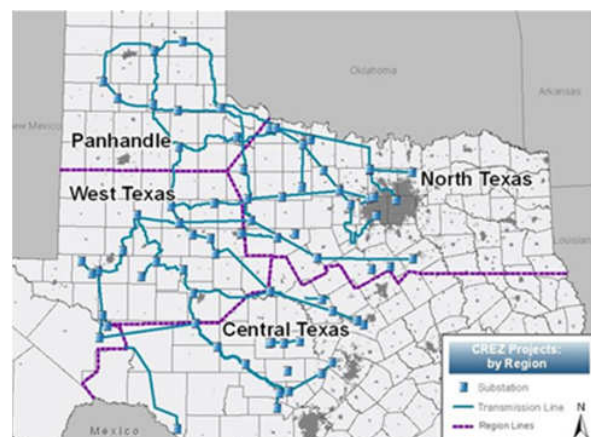 Oklahoma
Arkansas
New Mexico
Panhandle
West Texas
North Texas
Louisiana
Central Texas
Mexico
CREZ Projects:
by Region
Substation
Transmission Line
Region Lines
N